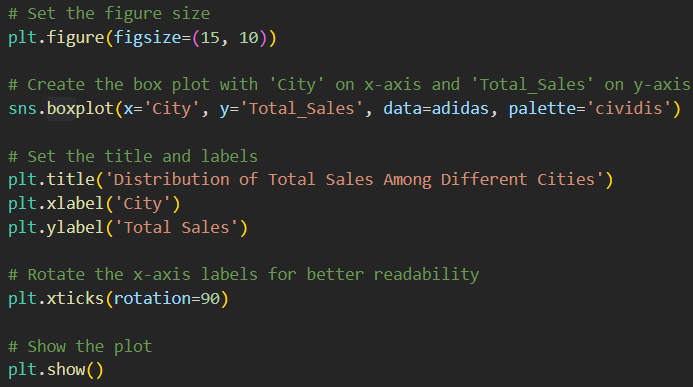 # Set the figure size
plt.figure(figsize=(15, 10))
# Create the box plot with 'City' on x-axis and 'Total_Sales' on y-axis
sns.boxplot(x='City', y='Total_Sales', data=adidas, palette='cividis')
# Set the title and labels
plt.title('Distribution of Total Sales Among Different Cities')
plt.xlabel('City')
plt.ylabel('Total Sales')
# Rotate the x-axis labels for better readability
plt.xticks(rotation=90)
# Show the plot
plt.show()